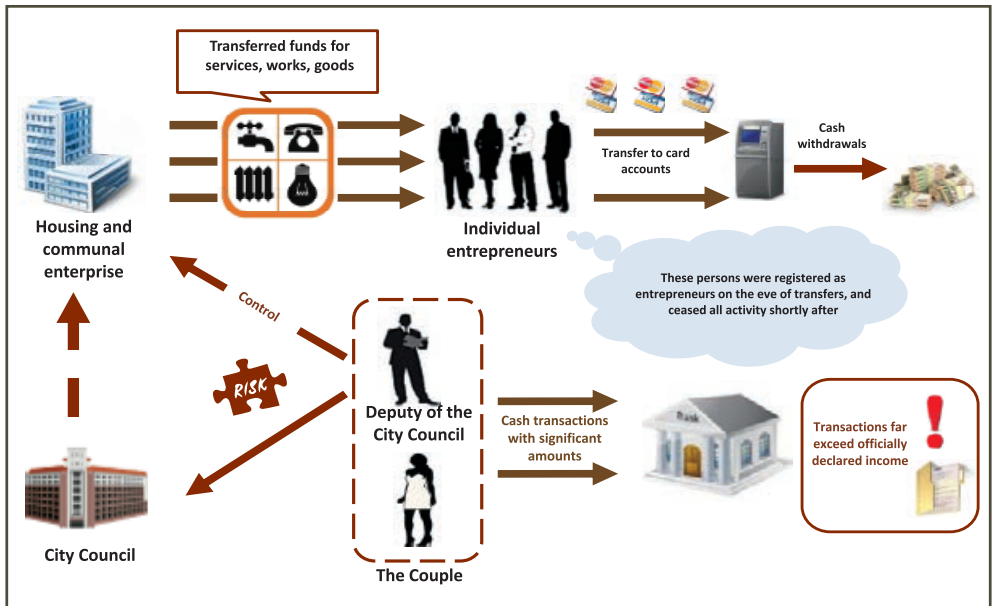 Transferred funds for
services, works, goods
Housing and
communal
enterprise
Individual
entrepreneurs
Transfer to card
accounts
Cash
withdrawals
These persons were registered as
entrepreneurs on the eve of transfers, and
ceased all activity shortly after
Control
RISK
Deputy of the
City Council
The Couple
City Council
Cash transactions
with significant
amounts
Bank
Transactions far
exceed officially
declared income